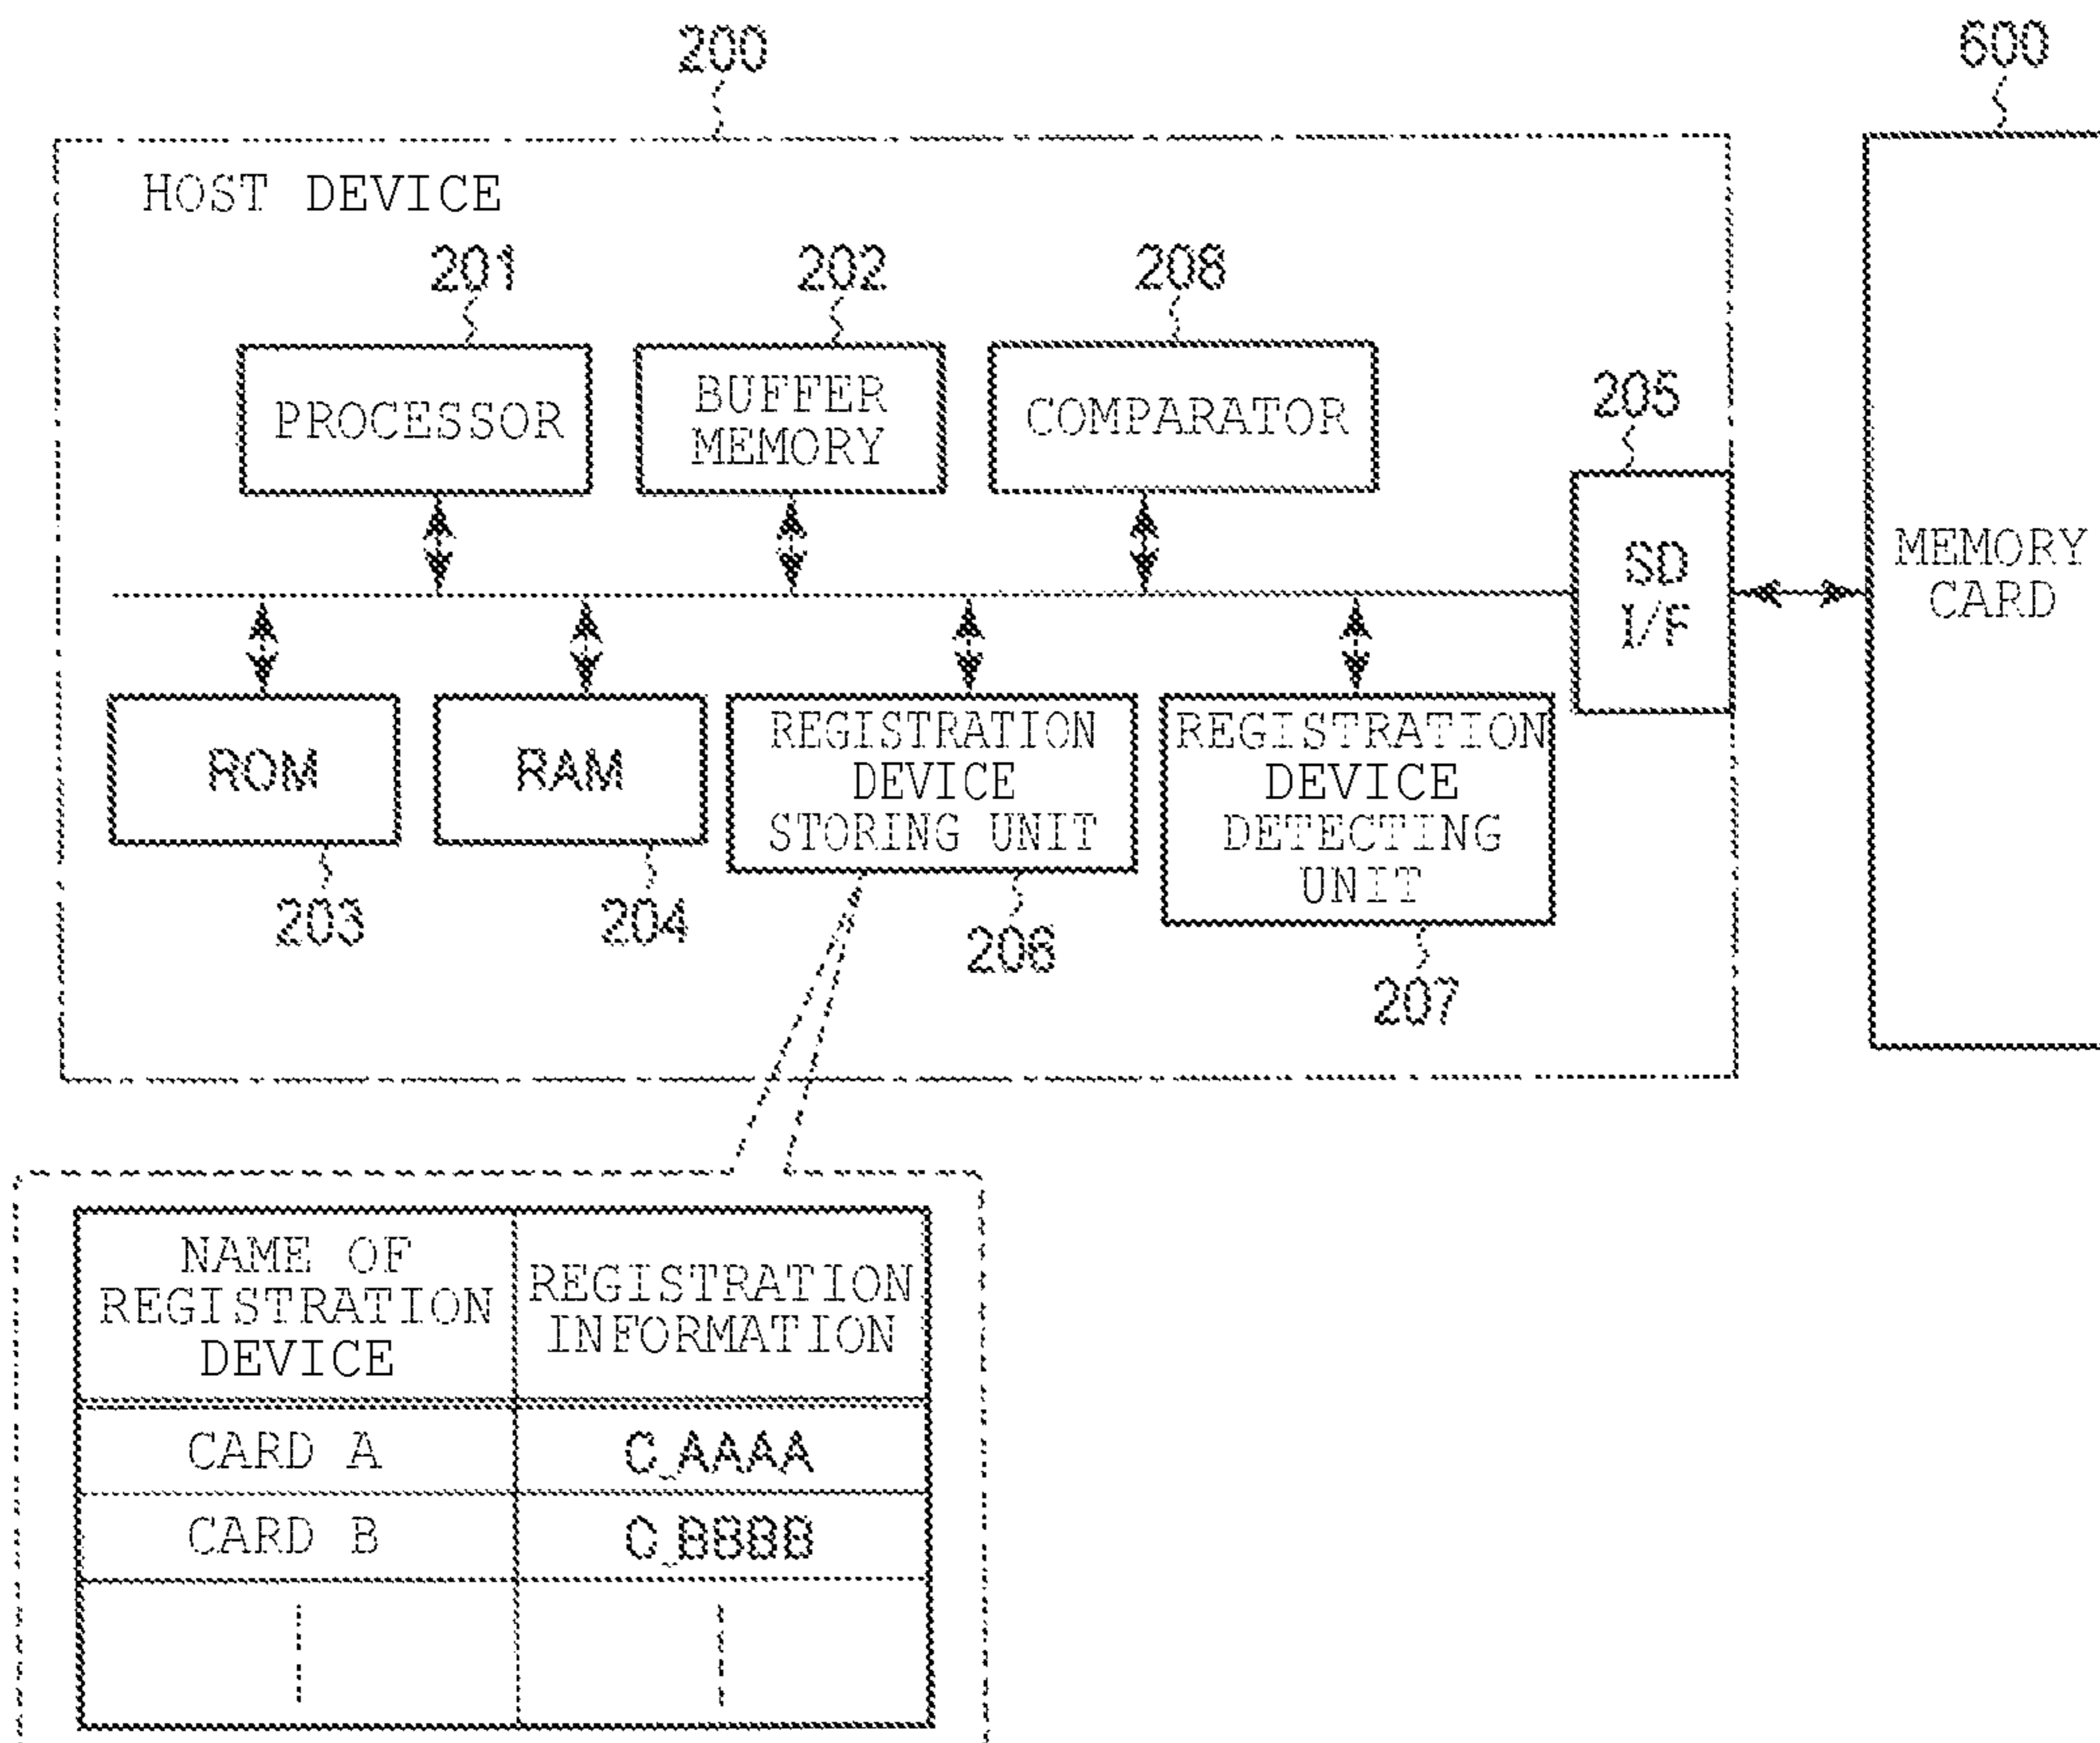 200
600
HOST DEVICE
201
202
208
PROCESSOR
BUFFER
MEMORY
COMPARATOR
205
SD
I/F
MEMORY
CARD
ROM
RAM
REGISTRATION
DEVICE
STORING UNIT
REGISTRATION
DEVICE
DETECTING
UNIT
203
204
206
207
NAME OF
REGISTRATION
DEVICE
REGISTRATION
INFORMATION
CARD A
C_AAAA
CARD B
C_BBBB